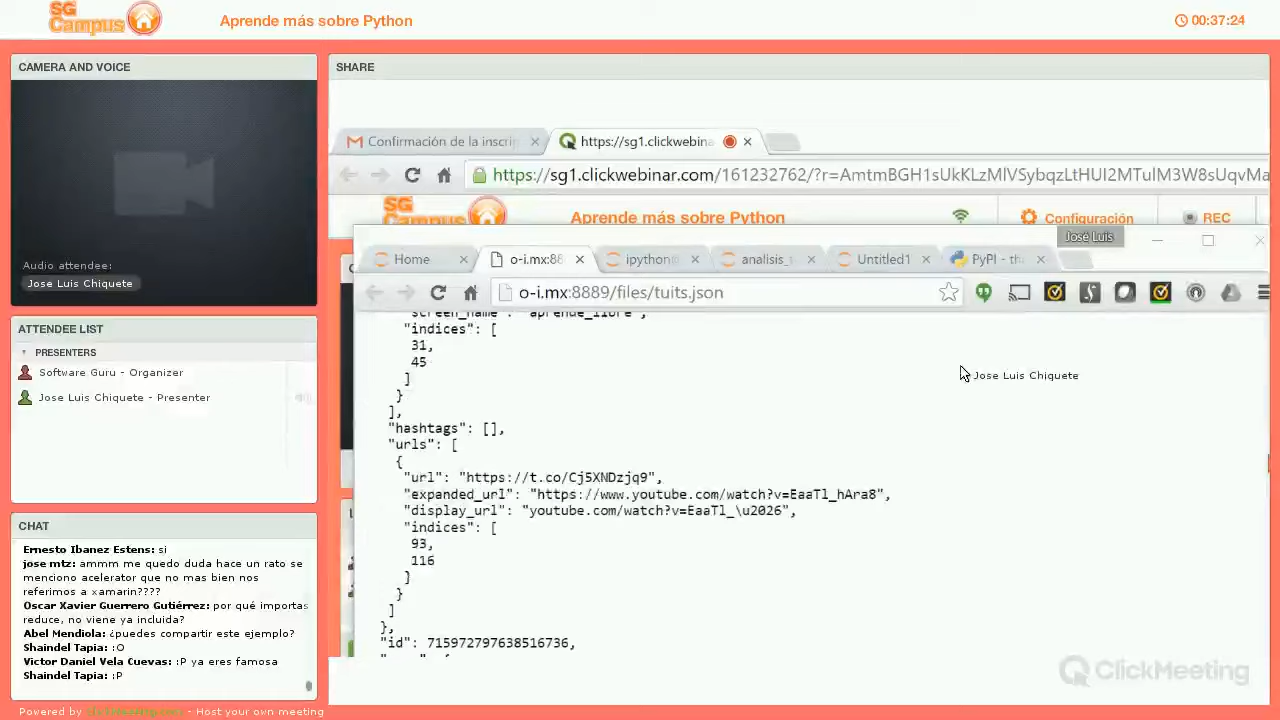 SG Campus
Aprende más sobre Python
00:37:24
CAMERA AND VOICE
Audio attendee:
Jose Luis Chiquete
ATTENDEE LIST
PRESENTERS
Software Guru - Organizer
Jose Luis Chiquete - Presenter
CHAT
Ernesto Ibanez Estens: si
jose mtz: ammm me quedo duda hace un rato se
menciono acelerator que no mas bien nos
referimos a xamarin????
Oscar Xavier Guerrero Gutiérrez: por qué importas
reduce, no viene ya incluida?
Abel Mendiola: ¿puedes compartir este ejemplo?
Shaindel Tapia: :O
Victor Daniel Vela Cuevas: :P ya eres famosa
Shaindel Tapia: :P
Powered by ClickMeeting.com - Host your own meeting
SHARE
Confirmación de la inscrip
https://sg1.clickwebina
https://sg1.clickwebinar.com/161232762/?r=AmtmBGH1sUkKLzMlVSybqzLtHUI2MTulM3W8sUqvMa
SG Campus
Aprende más sobre Python
Configuración
REC
José Luis
Home
o-i.mx:88
ipython
analisis_
Untitled1
PyPI - th
o-i.mx:8889/files/tuits.json
"screen_name": "aprende_libre",
"indices": [
31,
45
]
}
],
"hashtags": [],
"urls": [
{
"url": "https://t.co/Cj5XNDzjq9",
"expanded_url": "https://www.youtube.com/watch?v=EaaTl_hAra8",
"display_url": "youtube.com/watch?v=EaaTl_\u2026",
"indices": [
93,
116
]
}
]
},
"id": 715972797638516736,
Jose Luis Chiquete
ClickMeeting